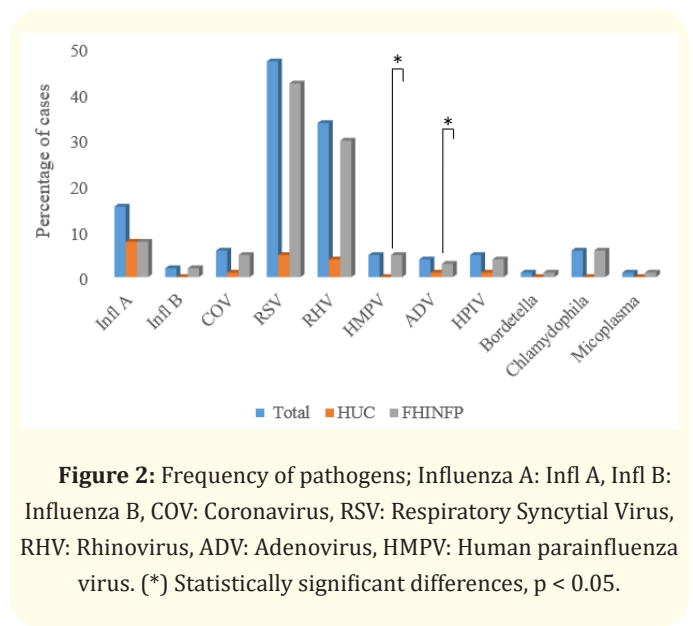 50
40
30
20
10
0
Percentage of cases
*
*
Infl A
Infl B
COV
RSV
RHV
HMPV
ADV
HPIV
Bordetella
Chlamydophila
Micoplasma
Total HUC FHINFP
Figure 2: Frequency of pathogens; Influenza A: Infl A, Infl B:
Influenza B, COV: Coronavirus, RSV: Respiratory Syncytial Virus,
RHV: Rhinovirus, ADV: Adenovirus, HMPV: Human parainfluenza
virus. (*) Statistically significant differences, p < 0.05.